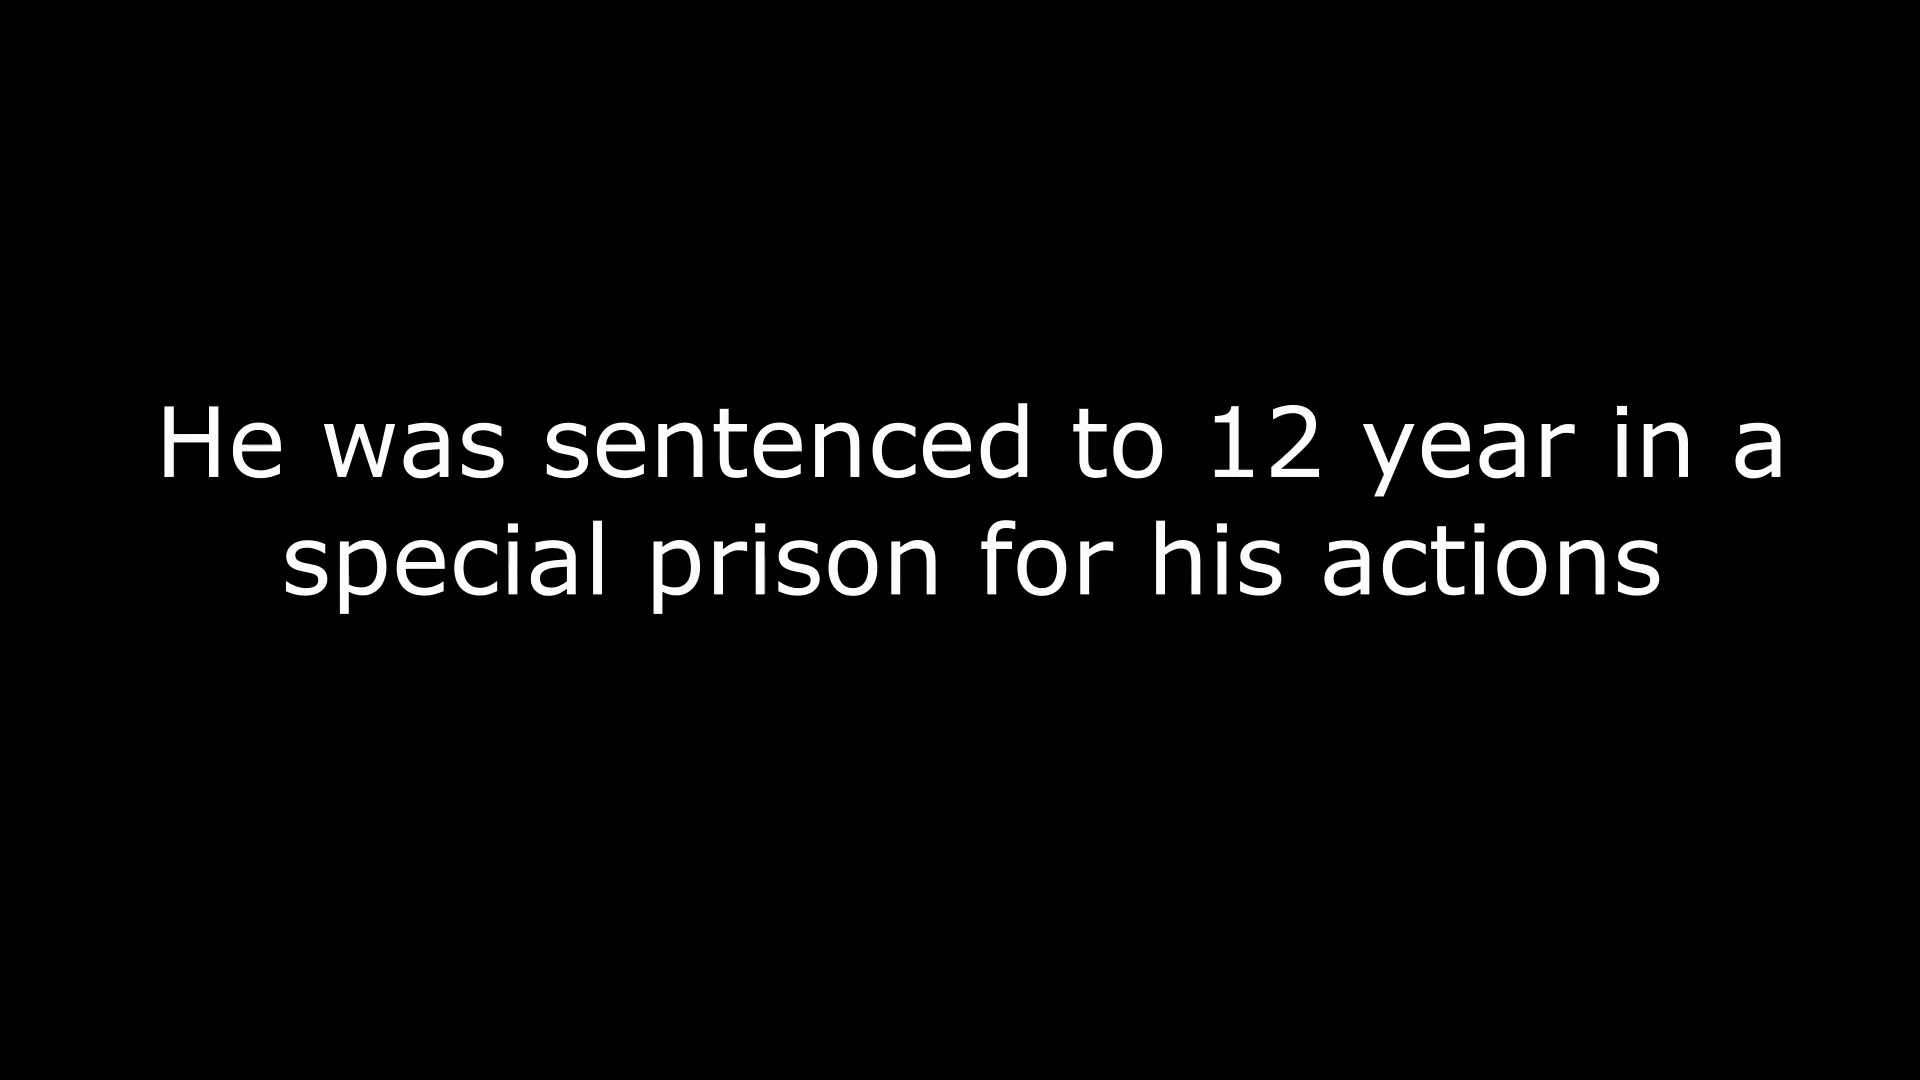 He was sentenced to 12 year in a
special prison for his actions